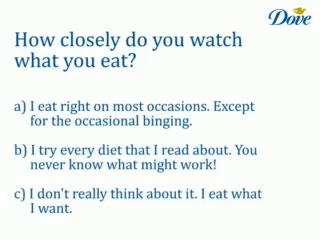 Dove
How closely do you watch
what you eat?
a) I eat right on most occasions. Except
for the occasional binging.
b) I try every diet that I read about. You
never know what might work!
c) I don't really think about it. I eat what
I want.